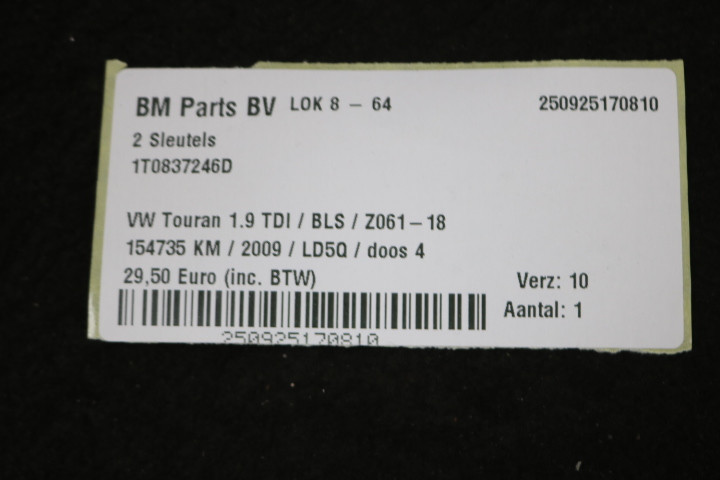 BM Parts BV LOK 8 - 64 250925170810
2 Sleutels
1T0837246D
VW Touran 1.9 TDI / BLS / Z061-18
154735 KM / 2009 / LD5Q / doos 4
29,50 Euro (inc. BTW) Verz: 10
Aantal: 1
250925170810